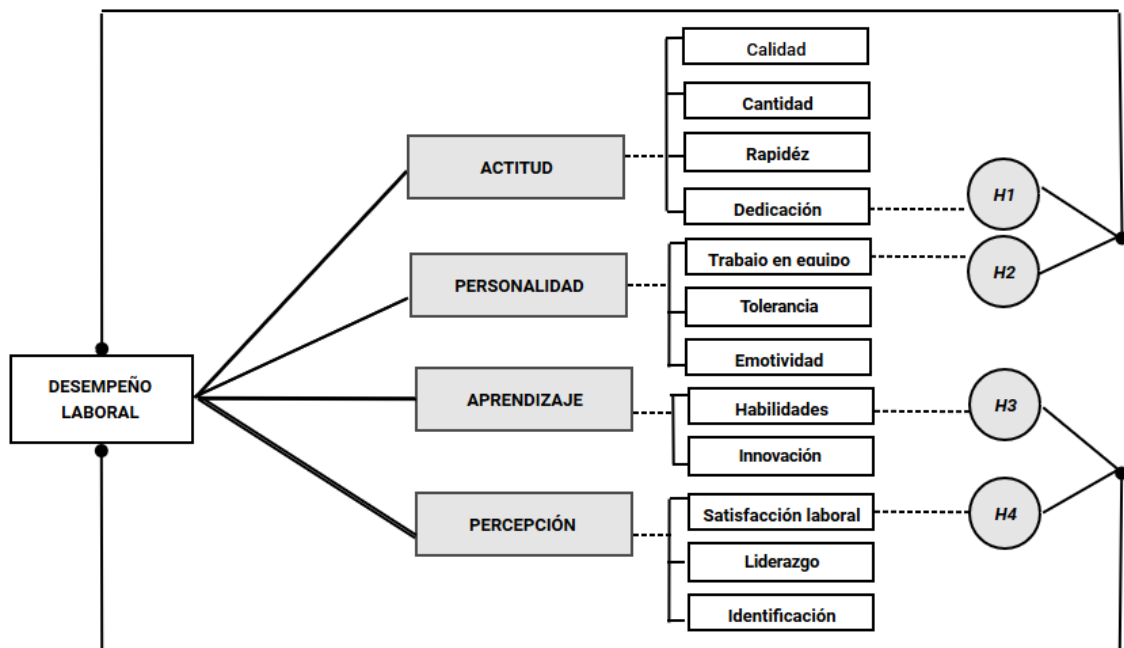 Calidad
Cantidad
ACTITUD
Rapidéz
Dedicación
H1
Trabajo en equipo
H2
PERSONALIDAD
Tolerancia
Emotividad
DESEMPEÑO
LABORAL
APRENDIZAJE
Habilidades
H3
Innovación
PERCEPCIÓN
Satisfacción laboral
H4
Liderazgo
Identificación